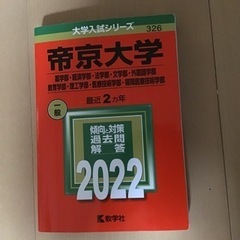 大学入試シリーズ
326
帝京大学
薬学部・経済学部・法学部・文学部・外国語学部
教育学部・理工学部・医療技術学部・福岡医療技術学部
一般
最近2カ年
傾向と対策
過去問
解答
2022
教学社